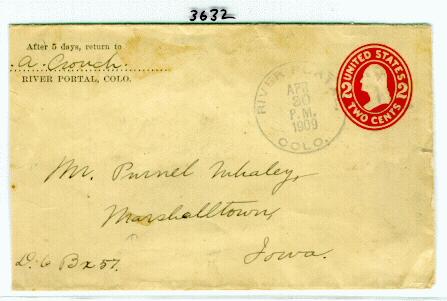 3632
After 5 days, return to
A. Crouch.
RIVER PORTAL, COLO.
RIVER PORTAL
APR
30
P.M.
1909
COLO.
UNITED STATES
2 2
TWO CENTS
Mr. Purnel Whaley,
Marshalltown,
Iowa.
Bx 57.